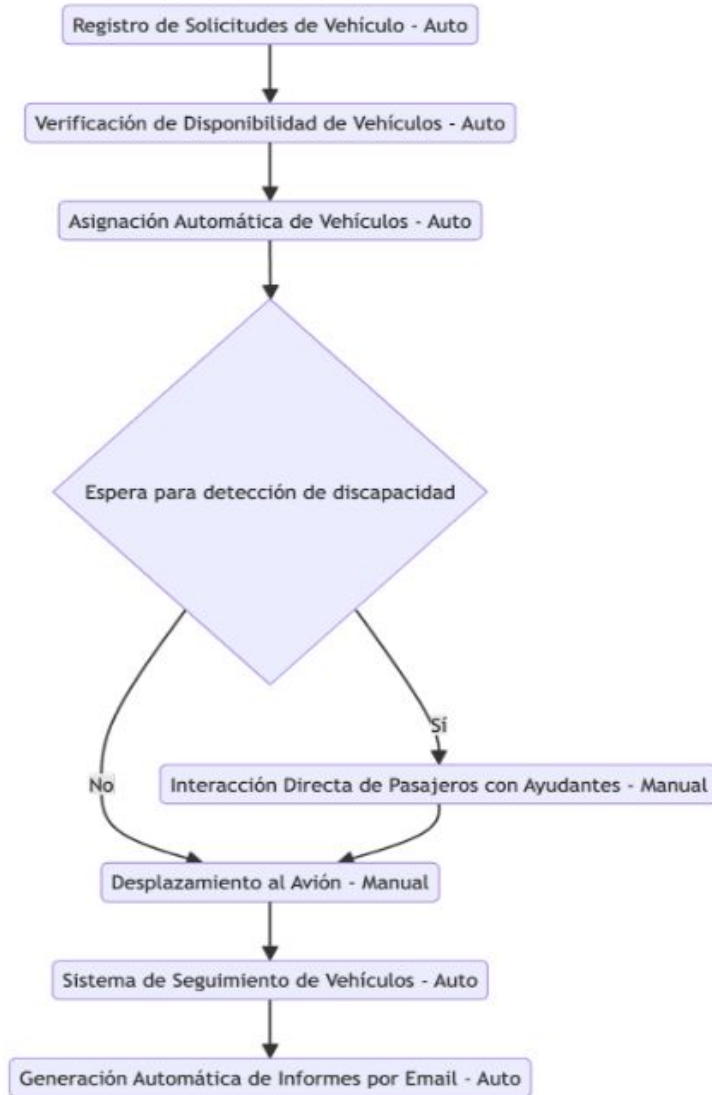 Registro de Solicitudes de Vehículo - Auto
Verificación de Disponibilidad de Vehículos - Auto
Asignación Automática de Vehículos - Auto
Espera para detección de discapacidad
Sí
No
Interacción Directa de Pasajeros con Ayudantes - Manual
Desplazamiento al Avión - Manual
Sistema de Seguimiento de Vehículos - Auto
Generación Automática de Informes por Email - Auto